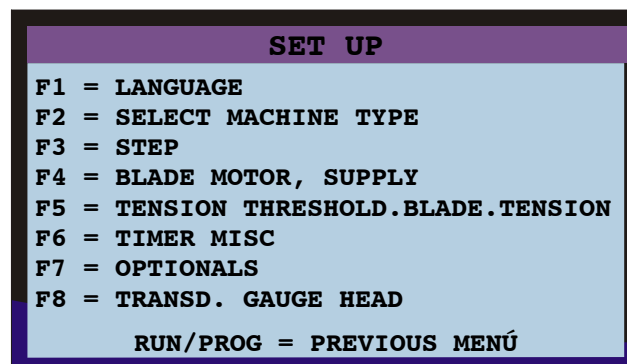 SET UP
F1 = LANGUAGE
F2 = SELECT MACHINE TYPE
F3 = STEP
F4 = BLADE MOTOR, SUPPLY
F5 = TENSION THRESHOLD.BLADE.TENSION
F6 = TIMER MISC
F7 = OPTIONALS
F8 = TRANSD. GAUGE HEAD
RUN/PROG = PREVIOUS MENÚ